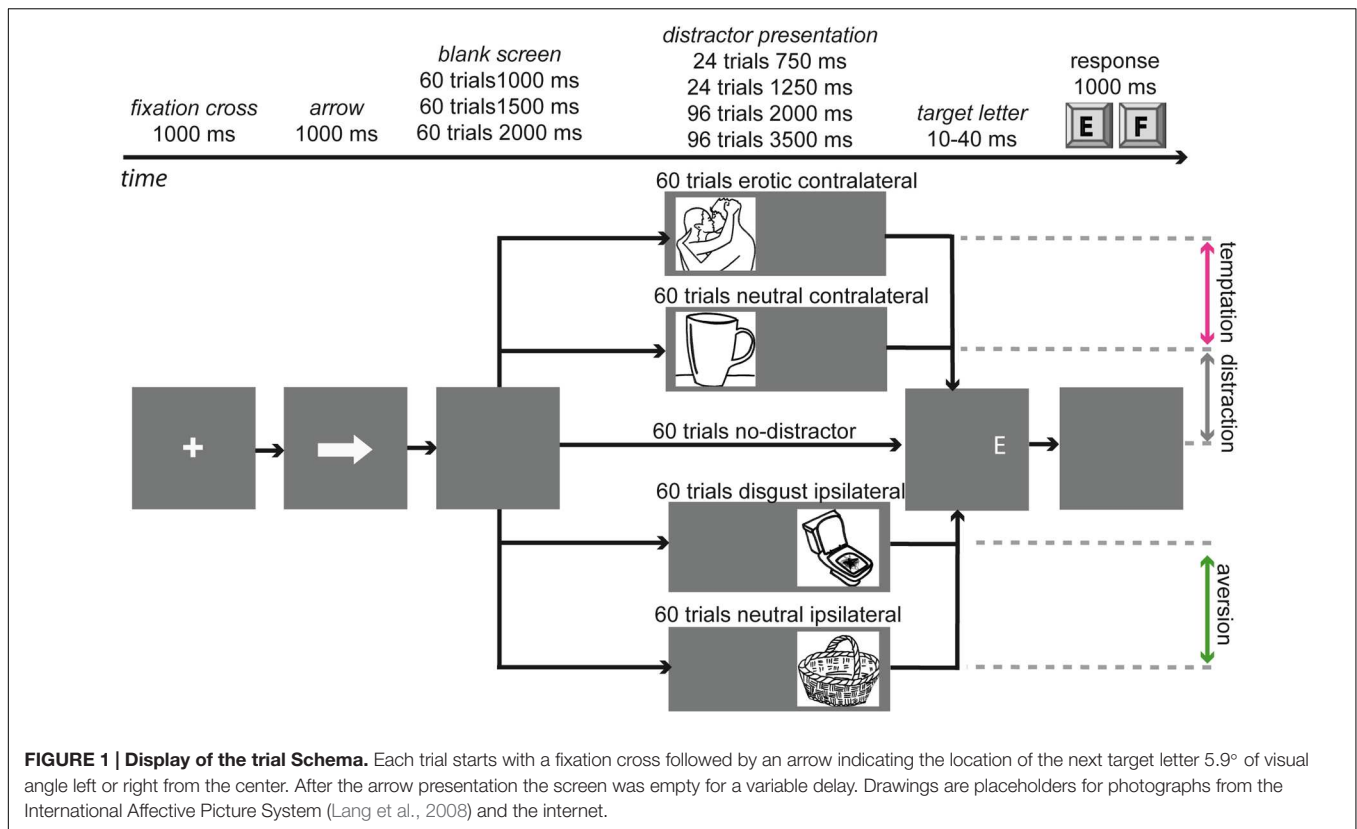 fixation cross
1000 ms
arrow
1000 ms
blank screen
60 trials1000 ms
60 trials1500 ms
60 trials 2000 ms
distractor presentation
24 trials 750 ms
24 trials 1250 ms
96 trials 2000 ms
96 trials 3500 ms
target letter
10-40 ms
response
1000 ms
E F
time
60 trials erotic contralateral
60 trials neutral contralateral
60 trials no-distractor
60 trials disgust ipsilateral
60 trials neutral ipsilateral
+
E
temptation
distraction
aversion
FIGURE 1 | Display of the trial Schema. Each trial starts with a fixation cross followed by an arrow indicating the location of the next target letter 5.9° of visual
angle left or right from the center. After the arrow presentation the screen was empty for a variable delay. Drawings are placeholders for photographs from the
International Affective Picture System (Lang et al., 2008) and the internet.